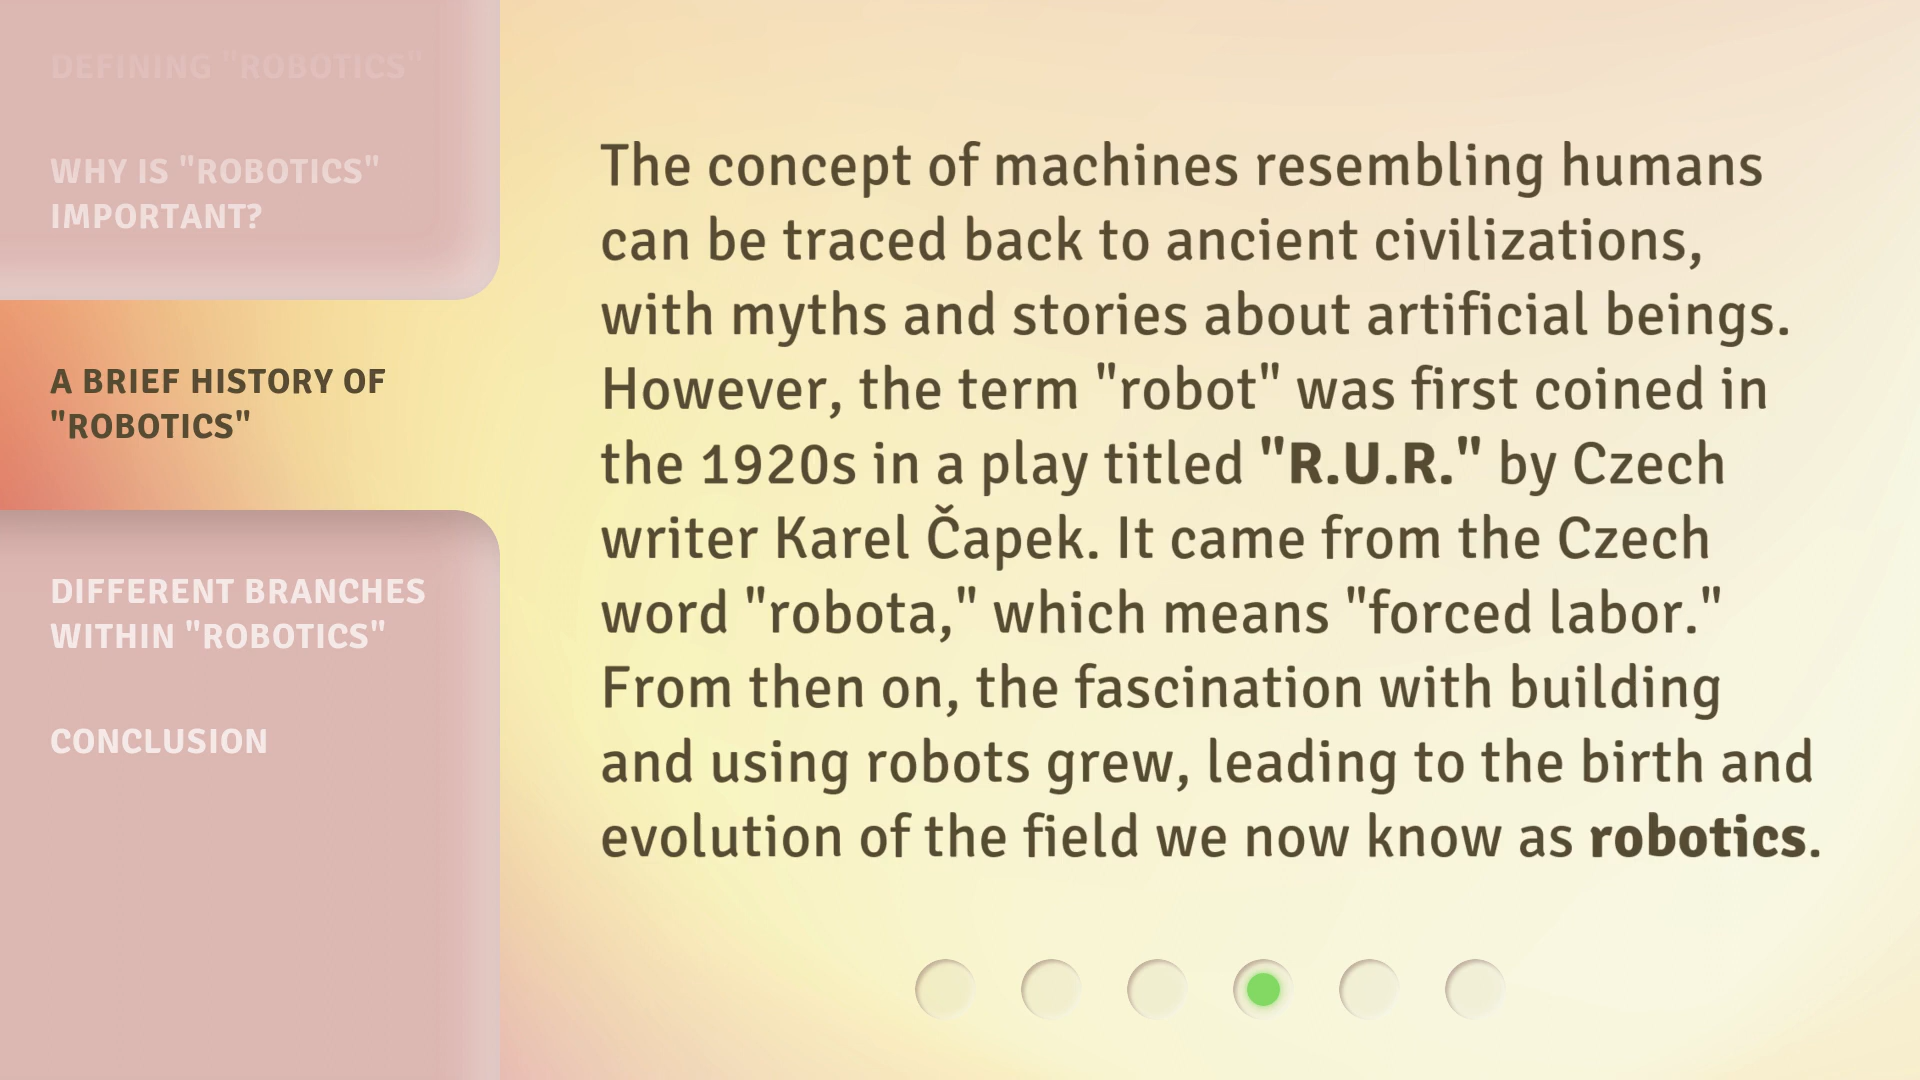 DEFINING "ROBOTICS"
WHY IS "ROBOTICS"
IMPORTANT?
A BRIEF HISTORY OF
"ROBOTICS"
DIFFERENT BRANCHES
WITHIN "ROBOTICS"
CONCLUSION
The concept of machines resembling humans
can be traced back to ancient civilizations,
with myths and stories about artificial beings.
However, the term "robot" was first coined in
the 1920s in a play titled "R.U.R." by Czech
writer Karel Čapek. It came from the Czech
word "robota," which means "forced labor."
From then on, the fascination with building
and using robots grew, leading to the birth and
evolution of the field we now know as robotics.